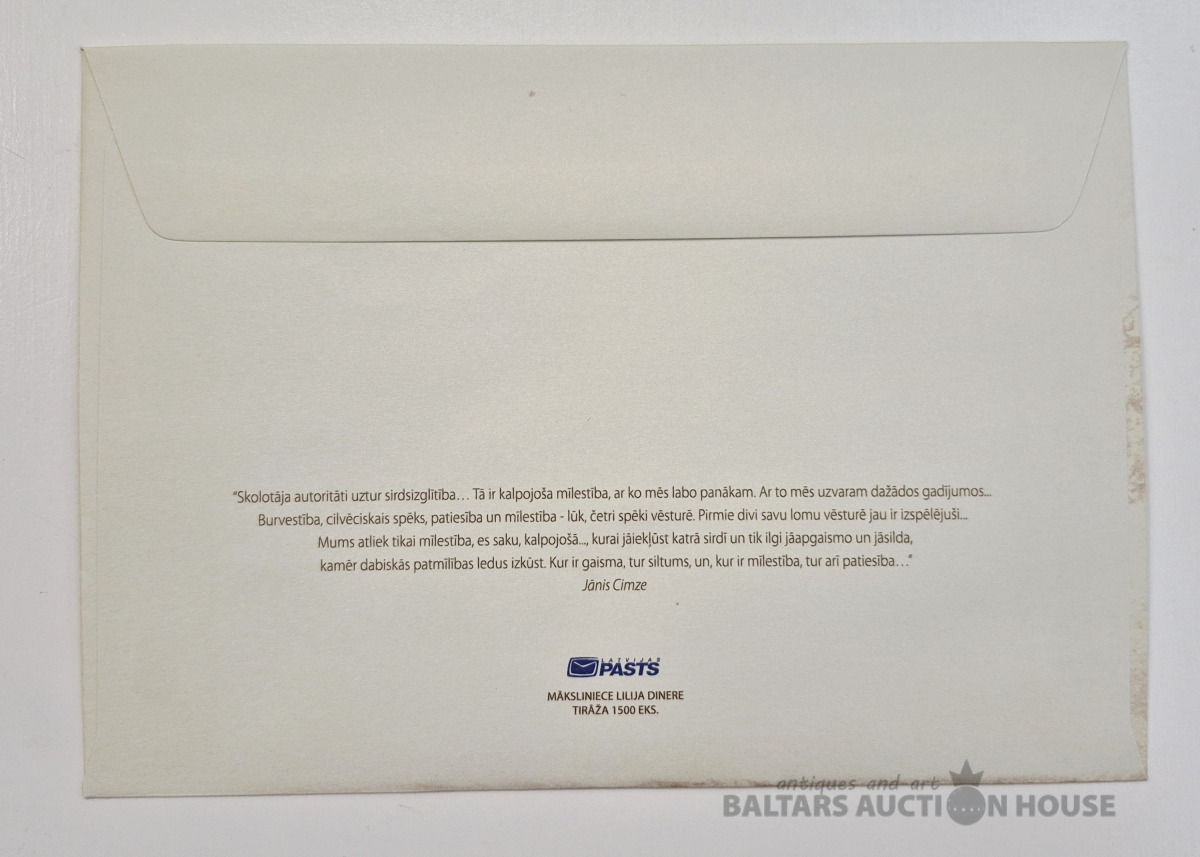 "Skolotāja autoritāti uztur sirdsizglītība... Tā ir kalpojoša mīlestība, ar ko mēs labo panākam. Ar to mēs uzvaram dažādos gadījumos...
Burvestība, cilvēciskais spēks, patiesība un mīlestība - lūk, četri spēki vēsturē. Pirmie divi savu lomu vēsturē jau ir izspēlējuši...
Mums atliek tikai mīlestība, es saku, kalpojošā..., kurai jāiekļūst katrā sirdī un tik ilgi jāapgaismo un jāsilda,
kamēr dabiskās patmīlības ledus izkūst. Kur ir gaisma, tur siltums, un, kur ir mīlestība, tur arī patiesība..."
Jānis Cimze
LATVIJAS
PASTS
MĀKSLINIECE LILIJA DINERE
TIRĀŽA 1500 EKS.
antiques and art
BALTARS AUCTION HOUSE